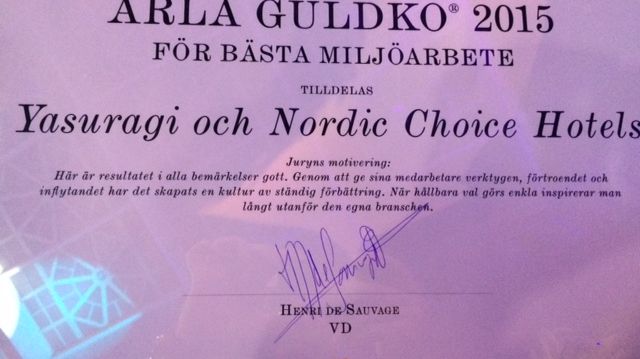 ARLA GULDKO® 2015
FÖR BÄSTA MILJÖARBETE
TILLDELAS
Yasuragi och Nordic Choice Hotels
Juryns motivering:
Här är resultatet i alla bemärkelser gott. Genom att ge sina medarbetare verktygen, förtroendet och
inflytandet har det skapats en kultur av ständig förbättring. När hållbara val görs enkla inspirerar man
långt utanför den egna branschen.
HENRI DE SAUVAGE
VD